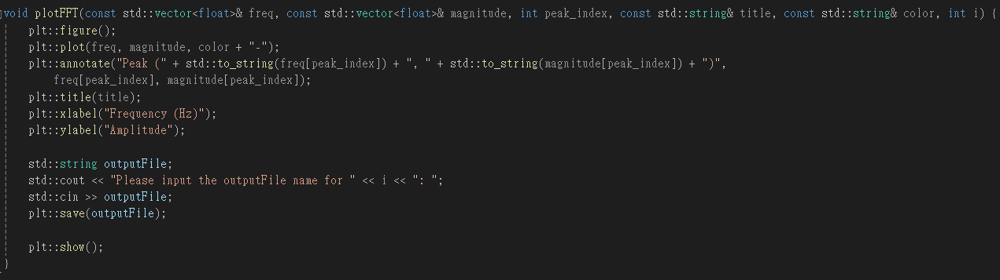 void plotFFT(const std::vector<float>& freq, const std::vector<float>& magnitude, int peak_index, const std::string& title, const std::string& color, int i) {
    plt::figure();
    plt::plot(freq, magnitude, color + "-");
    plt::annotate("Peak (" + std::to_string(freq[peak_index]) + ", " + std::to_string(magnitude[peak_index]) + ")",
        freq[peak_index], magnitude[peak_index]);
    plt::title(title);
    plt::xlabel("Frequency (Hz)");
    plt::ylabel("Amplitude");
    std::string outputFile;
    std::cout << "Please input the outputFile name for " << i << ": ";
    std::cin >> outputFile;
    plt::save(outputFile);
    plt::show();
}